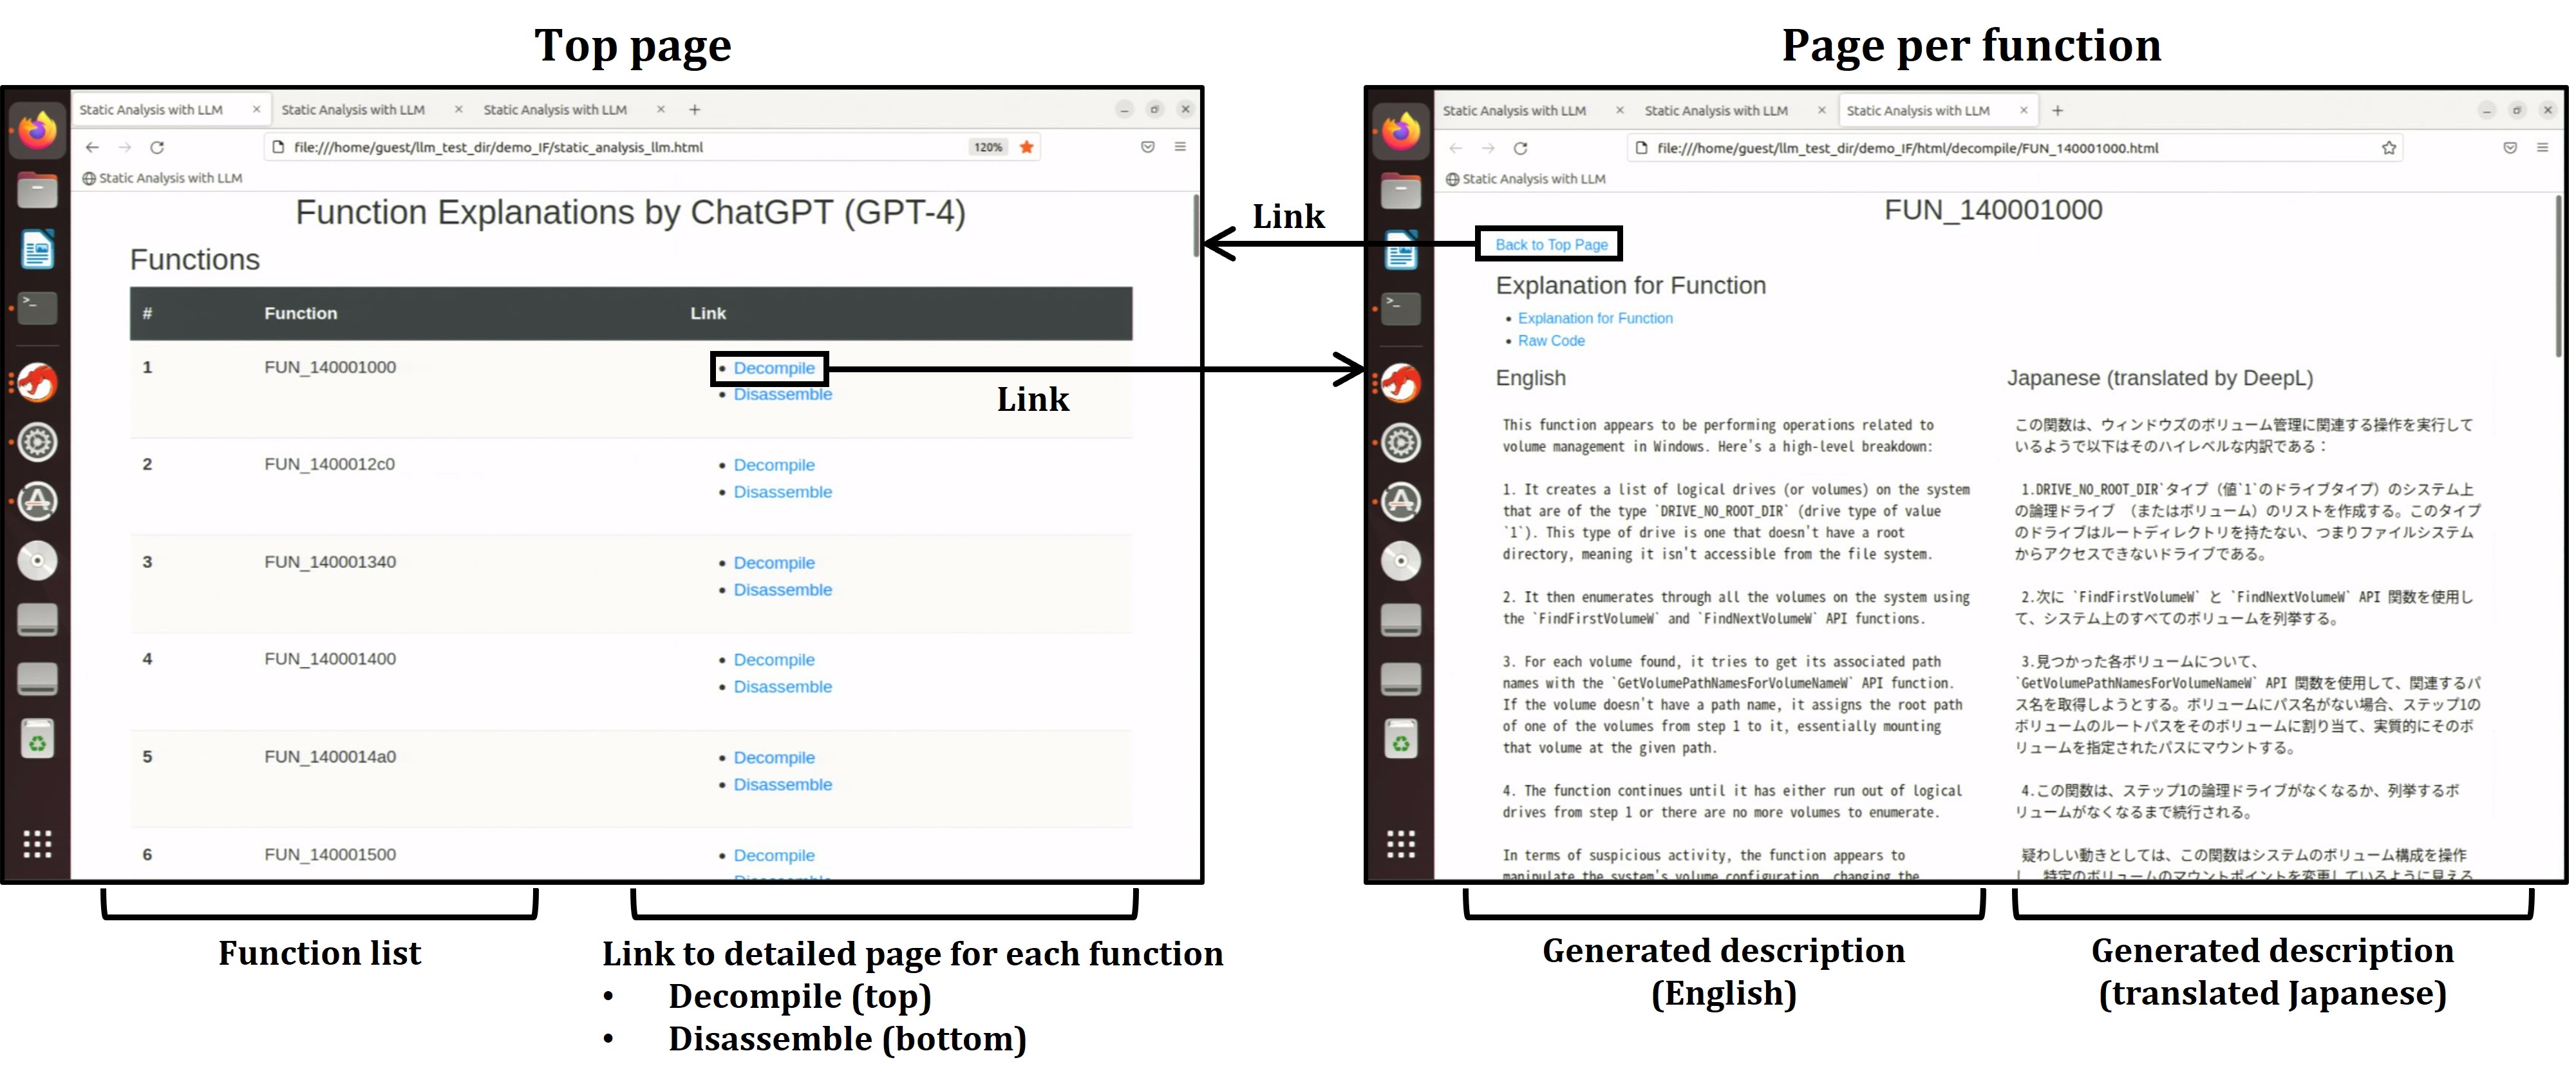 Top page
Page per function
Static Analysis with LLM
Static Analysis with LLM
Static Analysis with LLM
file:///home/guest/llm_test_dir/demo_IF/static_analysis_llm.html
120%
Static Analysis with LLM
Function Explanations by ChatGPT (GPT-4)
Functions
# Function Link
1 FUN_140001000
• Decompile
• Disassemble
2 FUN_1400012c0
• Decompile
• Disassemble
3 FUN_140001340
• Decompile
• Disassemble
4 FUN_140001400
• Decompile
• Disassemble
5 FUN_1400014a0
• Decompile
• Disassemble
6 FUN_140001500
• Decompile
Link
Link
Static Analysis with LLM
Static Analysis with LLM
Static Analysis with LLM
file:///home/guest/llm_test_dir/demo_IF/html/decompile/FUN_140001000.html
Static Analysis with LLM
FUN_140001000
Back to Top Page
Explanation for Function
• Explanation for Function
• Raw Code
English
This function appears to be performing operations related to
volume management in Windows. Here's a high-level breakdown:
1. It creates a list of logical drives (or volumes) on the system
that are of the type `DRIVE_NO_ROOT_DIR` (drive type of value
`1`). This type of drive is one that doesn't have a root
directory, meaning it isn't accessible from the file system.
2. It then enumerates through all the volumes on the system using
the `FindFirstVolumeW` and `FindNextVolumeW` API functions.
3. For each volume found, it tries to get its associated path
names with the `GetVolumePathNamesForVolumeNameW` API function.
If the volume doesn't have a path name, it assigns the root path
of one of the volumes from step 1 to it, essentially mounting
that volume at the given path.
4. The function continues until it has either run out of logical
drives from step 1 or there are no more volumes to enumerate.
In terms of suspicious activity, the function appears to
manipulate the system's volume configuration, changing the
Japanese (translated by DeepL)
この関数は、ウィンドウズのボリューム管理に関連する操作を実行して
いるようで以下はそのハイレベルな内訳である：
1.DRIVE_NO_ROOT_DIR`タイプ（値`1`のドライブタイプ）のシステム上
の論理ドライブ （またはボリューム）のリストを作成する。このタイプ
のドライブはルートディレクトリを持たない、つまりファイルシステム
からアクセスできないドライブである。
2.次に `FindFirstVolumeW` と `FindNextVolumeW` API 関数を使用し
て、システム上のすべてのボリュームを列挙する。
3.見つかった各ボリュームについて、
`GetVolumePathNamesForVolumeNameW` API 関数を使用して、関連するパ
ス名を取得しようとする。ボリュームにパス名がない場合、ステップ1の
ボリュームのルートパスをそのボリュームに割り当て、実質的にそのボ
リュームを指定されたパスにマウントする。
4.この関数は、ステップ1の論理ドライブがなくなるか、列挙するボ
リュームがなくなるまで続行される。
疑わしい動きとしては、この関数はシステムのボリューム構成を操作
し、特定のボリュームのマウントポイントを変更しているように見える
Function list
Link to detailed page for each function
• Decompile (top)
• Disassemble (bottom)
Generated description
(English)
Generated description
(translated Japanese)